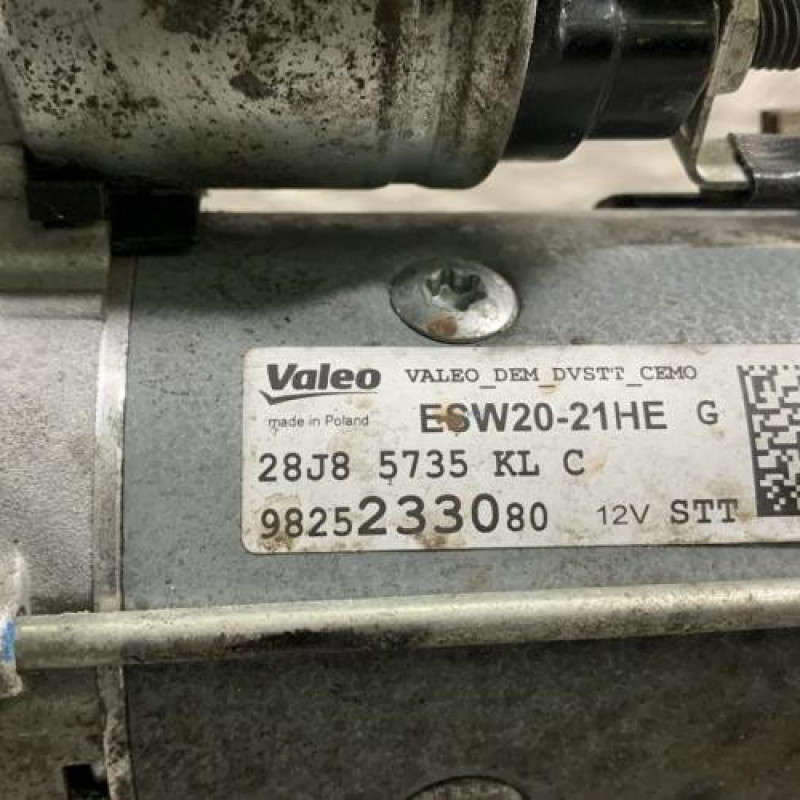 Valeo VALEO_DEM_DVSTT_CEMO
made in Poland ESW20-21HE G
28J8 5735 KL C
9825233080 12V STT